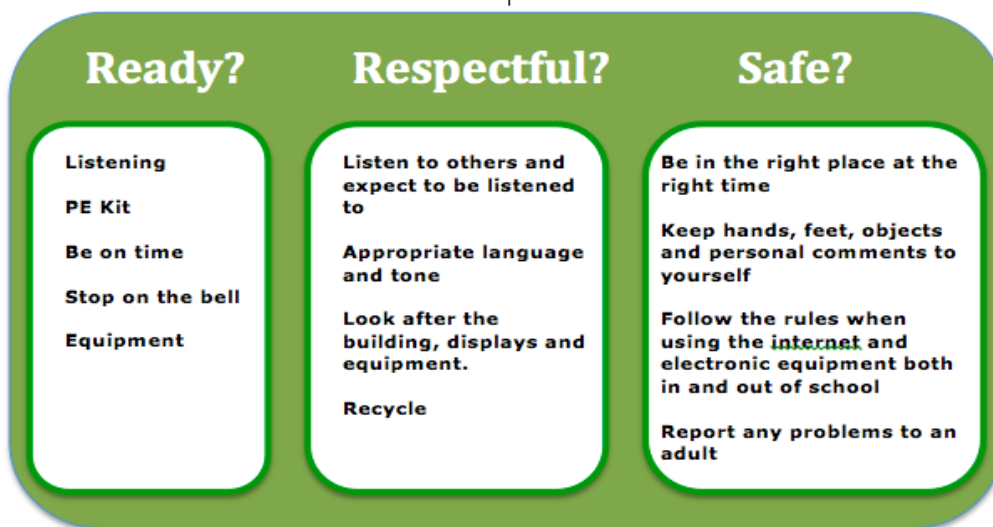 Ready?
Listening
PE Kit
Be on time
Stop on the bell
Equipment
Respectful?
Listen to others and
expect to be listened
to
Appropriate language
and tone
Look after the
building, displays and
equipment.
Recycle
Safe?
Be in the right place at the
right time
Keep hands, feet, objects
and personal comments to
yourself
Follow the rules when
using the internet and
electronic equipment both
in and out of school
Report any problems to an
adult